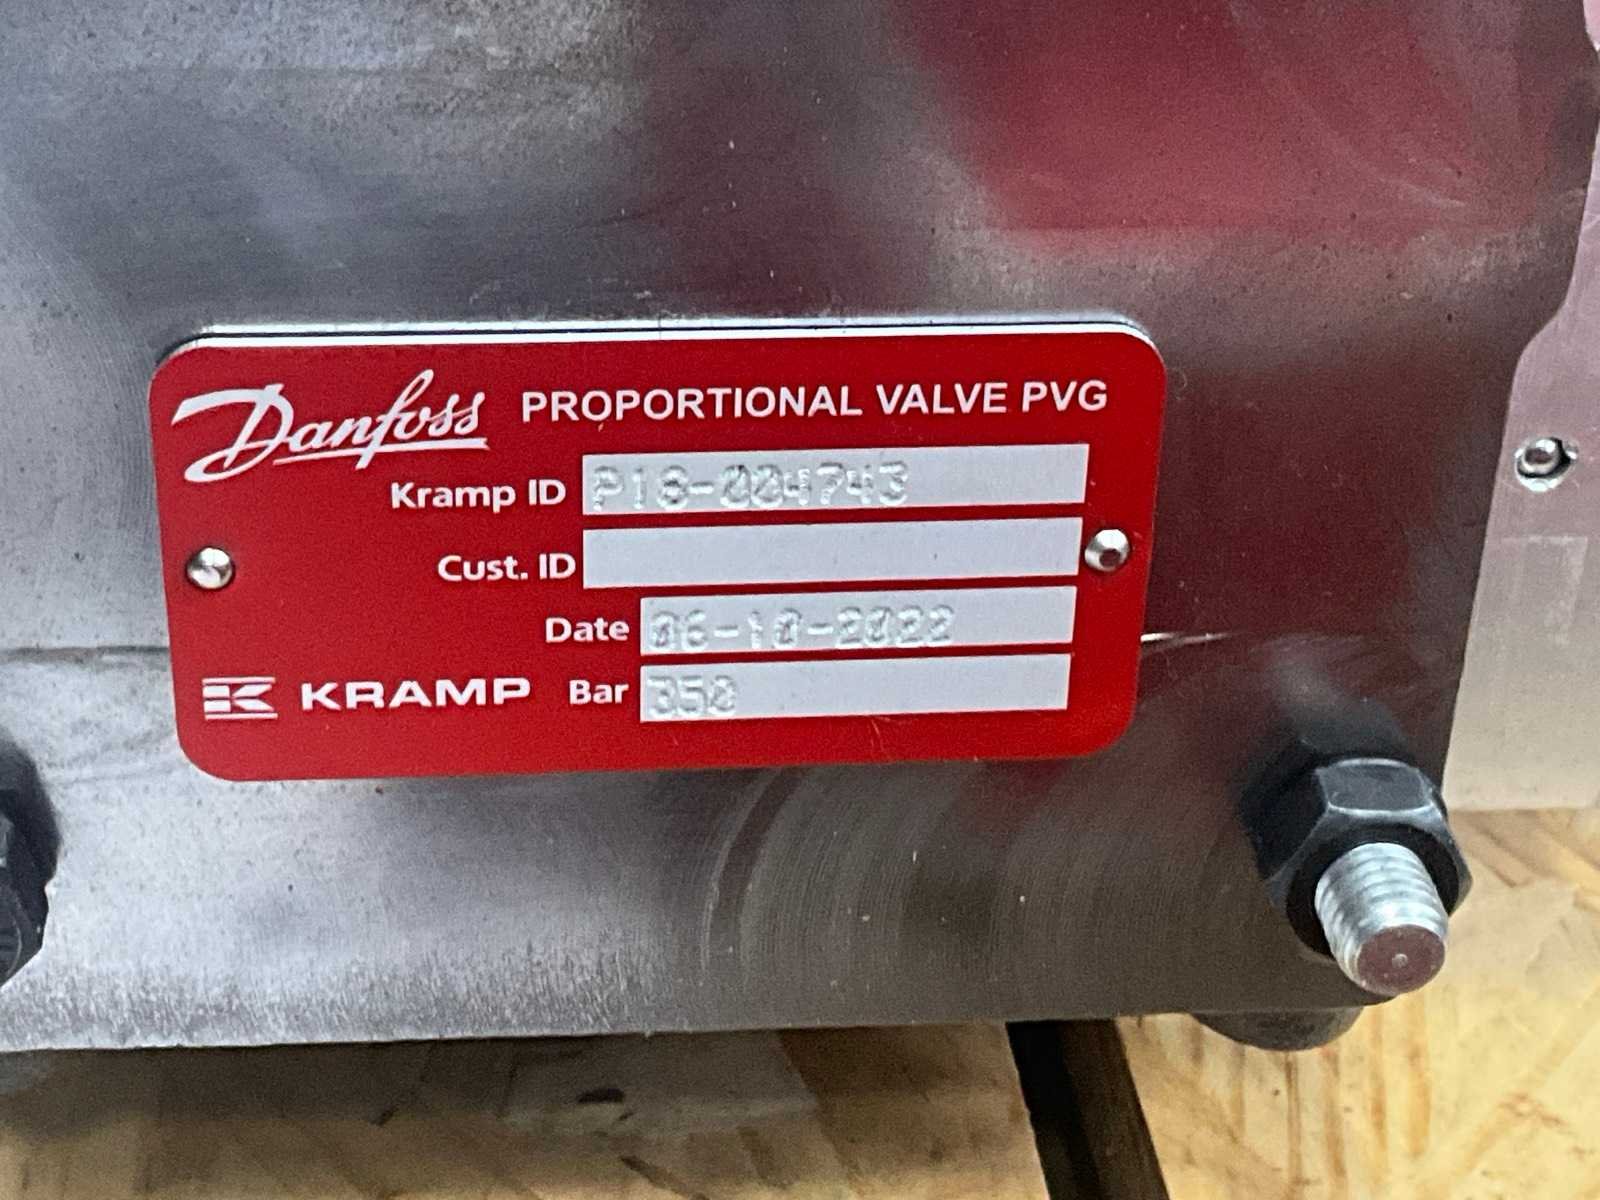 Danfoss PROPORTIONAL VALVE PVG
Kramp ID P18-004743
Cust. ID
Date 06-10-2022
KRAMP Bar 350